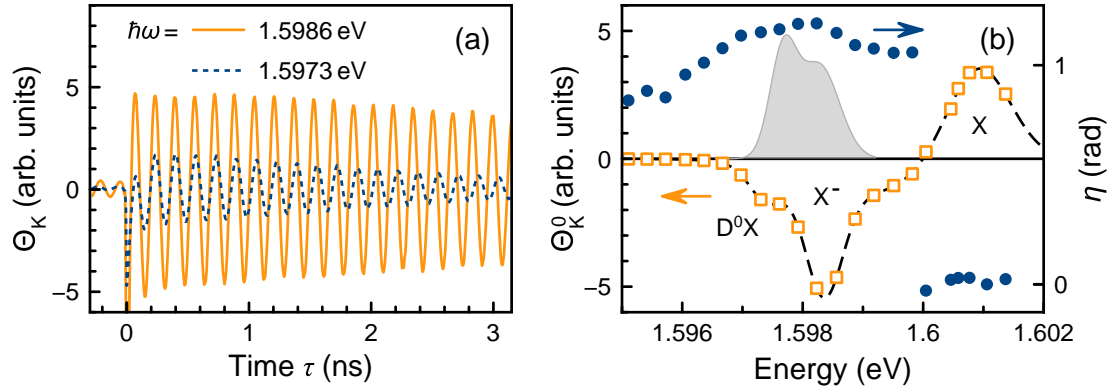 (a)
ħω = 1.5986 eV
1.5973 eV
Θ_K (arb. units)
5
0
-5
0 1 2 3
Time τ (ns)
(b)
Θ_K^0 (arb. units)
5
0
-5
D⁰X
X⁻
X
1
0
η (rad)
1.596 1.598 1.6 1.602
Energy (eV)